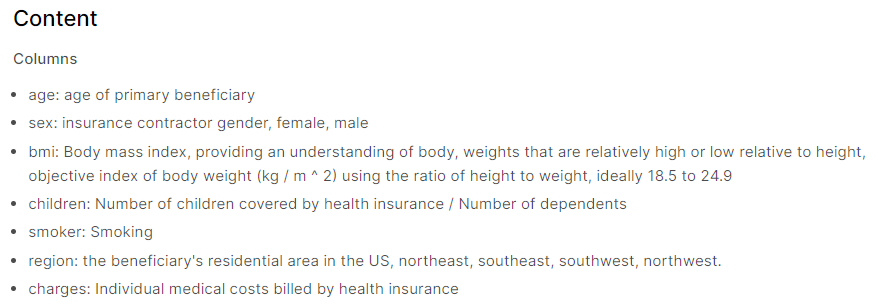 Content
Columns
• age: age of primary beneficiary
• sex: insurance contractor gender, female, male
• bmi: Body mass index, providing an understanding of body, weights that are relatively high or low relative to height,
objective index of body weight (kg / m ^ 2) using the ratio of height to weight, ideally 18.5 to 24.9
• children: Number of children covered by health insurance / Number of dependents
• smoker: Smoking
• region: the beneficiary's residential area in the US, northeast, southeast, southwest, northwest.
• charges: Individual medical costs billed by health insurance